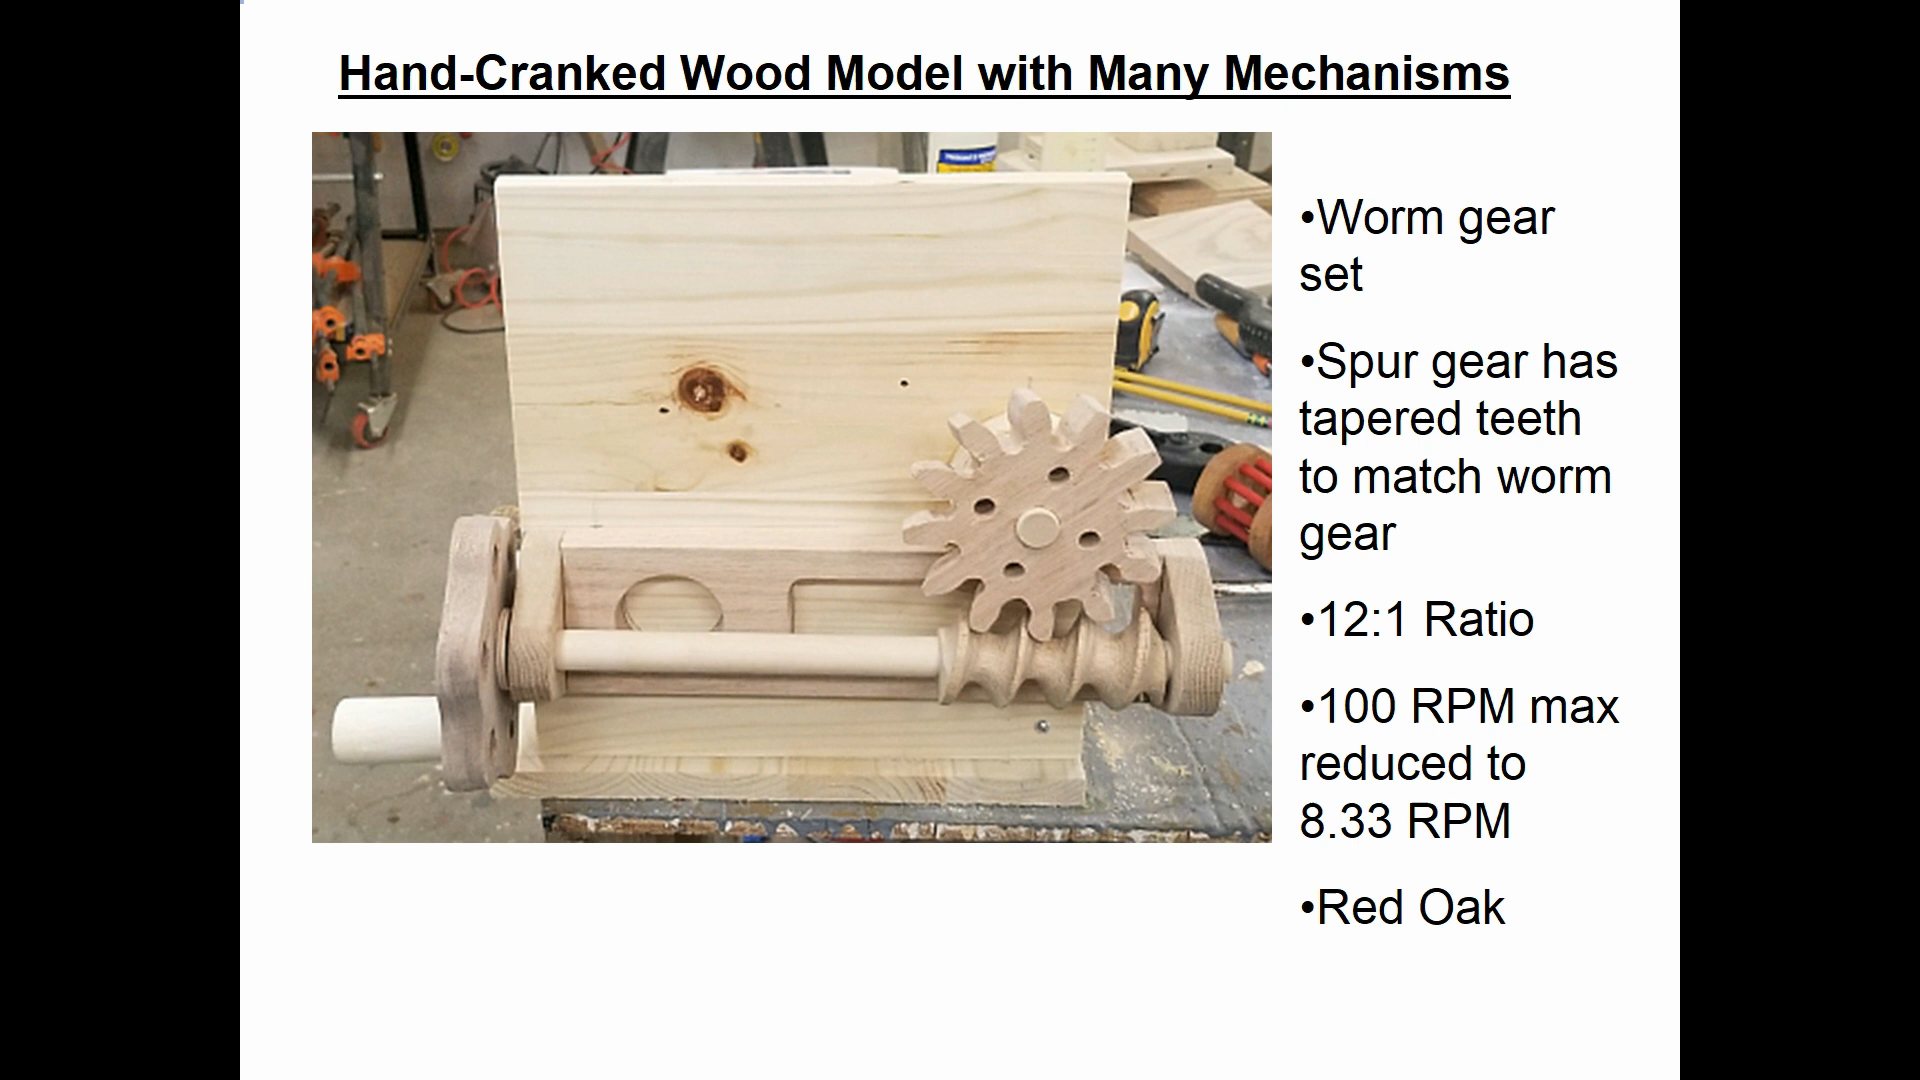 Hand-Cranked Wood Model with Many Mechanisms
•Worm gear
set
•Spur gear has
tapered teeth
to match worm
gear
•12:1 Ratio
•100 RPM max
reduced to
8.33 RPM
•Red Oak